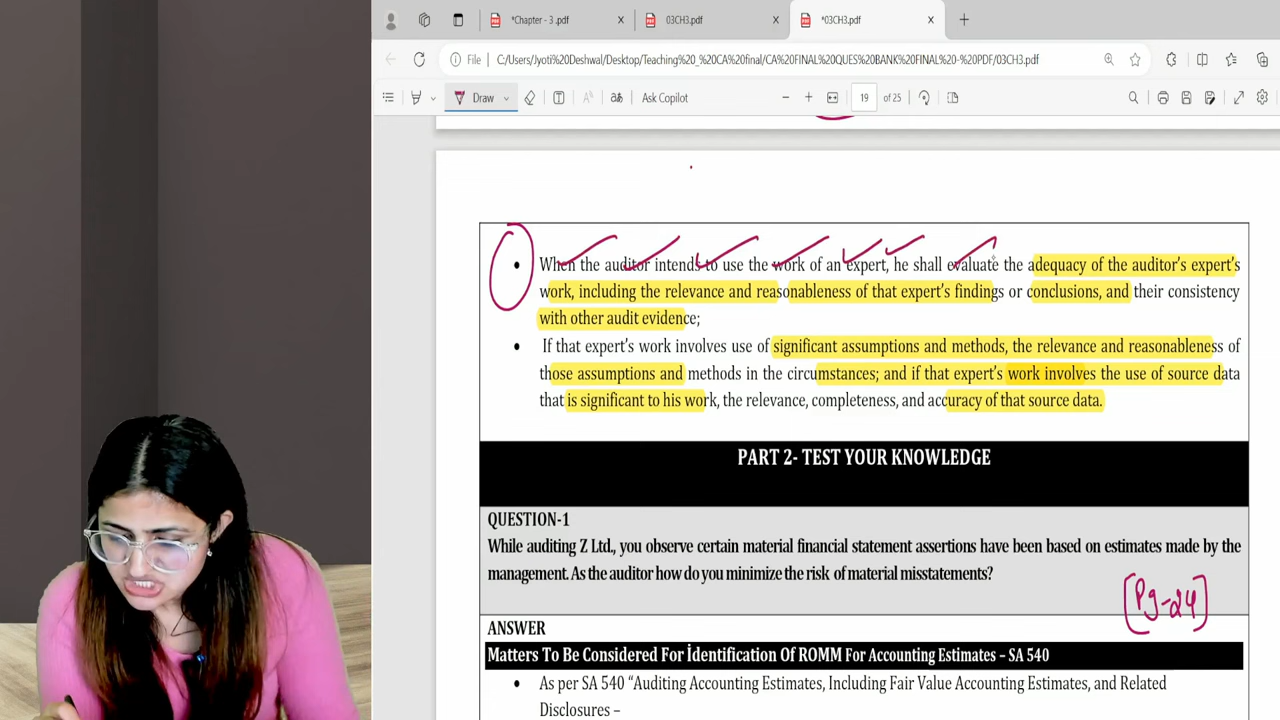 *Chapter - 3 .pdf
03CH3.pdf
*03CH3.pdf
File
C:/Users/Jyoti%20Deshwal/Desktop/Teaching%20_%20CA%20final/CA%20FINAL%20QUES%20BANK%20FINAL%20-%20PDF/03CH3.pdf
Draw
Ask Copilot
19 of 25
• When the auditor intends to use the work of an expert, he shall evaluate the adequacy of the auditor's expert's
work, including the relevance and reasonableness of that expert's findings or conclusions, and their consistency
with other audit evidence;
• If that expert's work involves use of significant assumptions and methods, the relevance and reasonableness of
those assumptions and methods in the circumstances; and if that expert's work involves the use of source data
that is significant to his work, the relevance, completeness, and accuracy of that source data.
PART 2- TEST YOUR KNOWLEDGE
QUESTION-1
While auditing Z Ltd., you observe certain material financial statement assertions have been based on estimates made by the
management. As the auditor how do you minimize the risk of material misstatements?
[Pg-24]
ANSWER
Matters To Be Considered For İdentification Of ROMM For Accounting Estimates – SA 540
• As per SA 540 “Auditing Accounting Estimates, Including Fair Value Accounting Estimates, and Related
Disclosures –